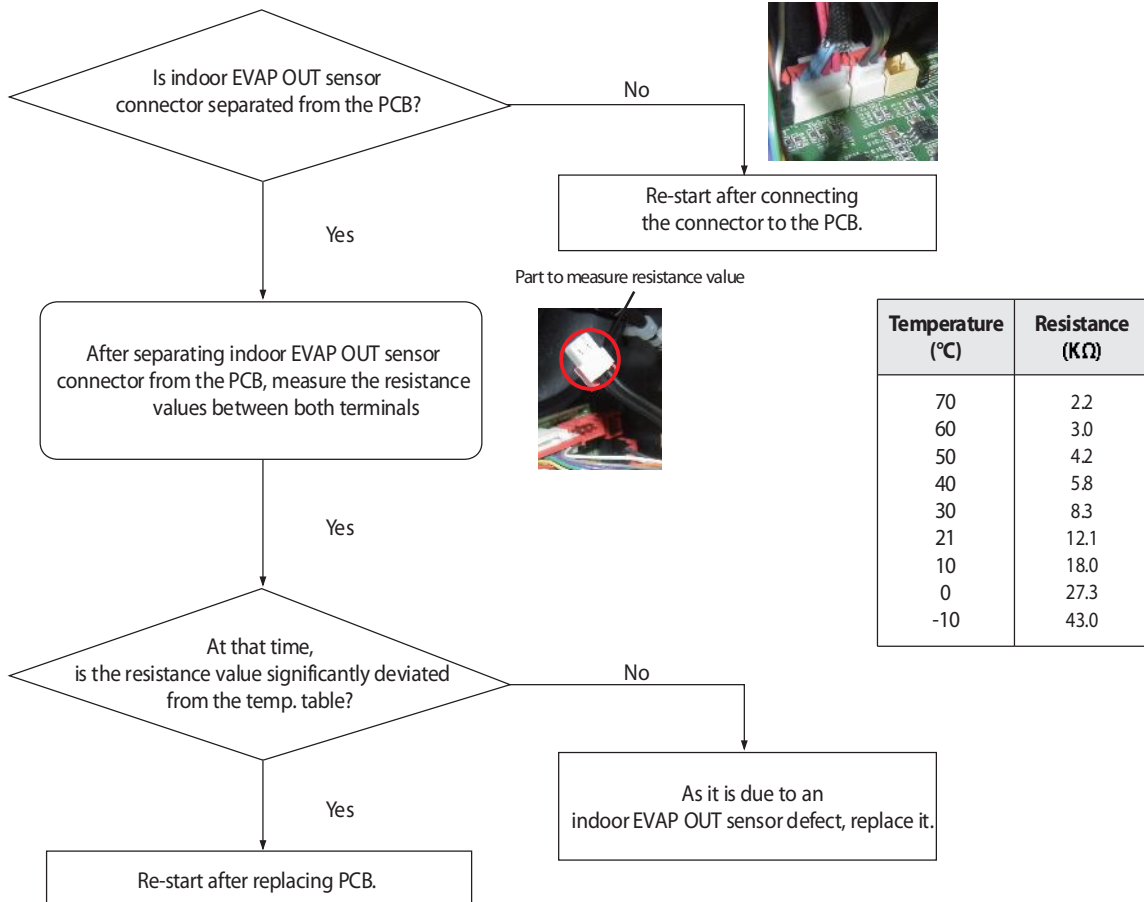 Is indoor EVAP OUT sensor
connector separated from the PCB?
No
Re-start after connecting
the connector to the PCB.
Yes
Part to measure resistance value
After separating indoor EVAP OUT sensor
connector from the PCB, measure the resistance
values between both terminals
Temperature Resistance
(°C) (KΩ)
70 2.2
60 3.0
50 4.2
40 5.8
30 8.3
21 12.1
10 18.0
0 27.3
-10 43.0
Yes
At that time,
is the resistance value significantly deviated
from the temp. table?
No
As it is due to an
indoor EVAP OUT sensor defect, replace it.
Yes
Re-start after replacing PCB.